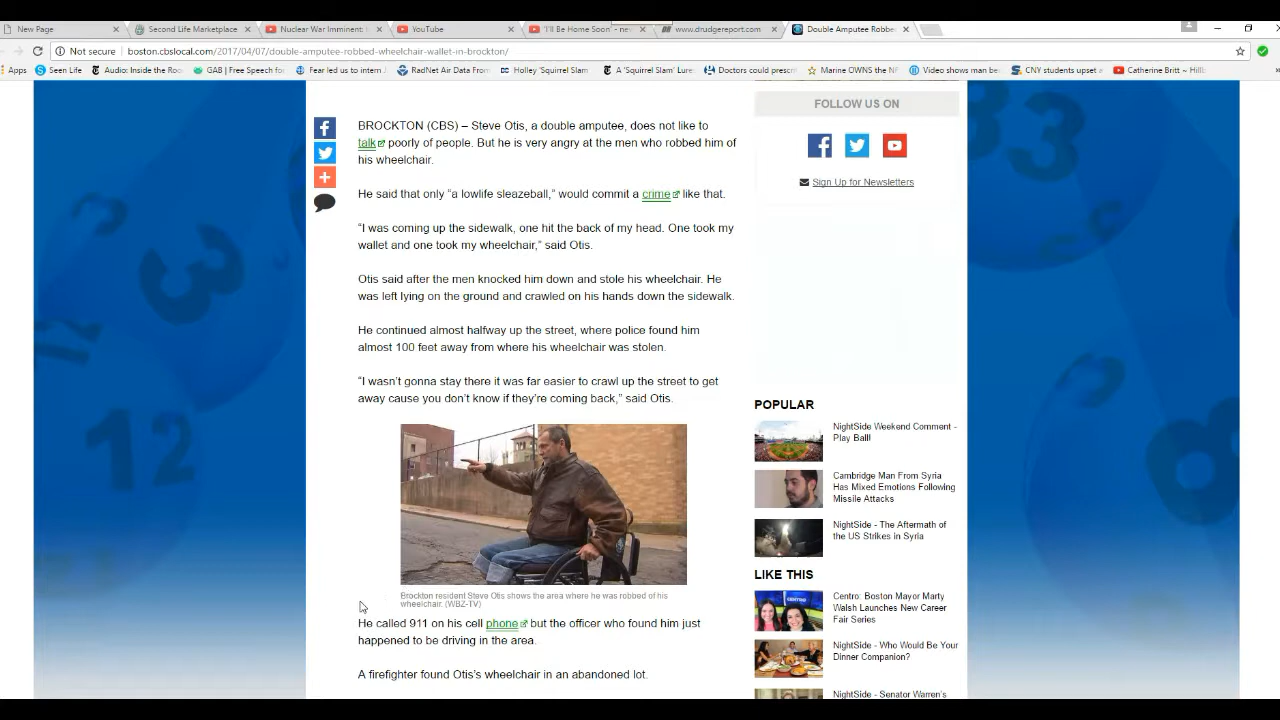 New Page
Second Life Marketplace
Nuclear War Imminent:
YouTube
'I'll Be Home Soon' - ne
www.drudgereport.com
Double Amputee Robbe
Not secure
boston.cbslocal.com/2017/04/07/double-amputee-robbed-wheelchair-wallet-in-brockton/
Apps
Seen Life
Audio: Inside the Roo
GAB | Free Speech fo
Fear led us to intern J
RadNet Air Data From
Holley 'Squirrel Slam'
A 'Squirrel Slam' Lure
Doctors could prescr
Marine OWNS the NF
Video shows man be
CNY students upset a
Catherine Britt ~ Hillb
BROCKTON (CBS) – Steve Otis, a double amputee, does not like to
talk poorly of people. But he is very angry at the men who robbed him of
his wheelchair.
He said that only “a lowlife sleazeball,” would commit a crime like that.
“I was coming up the sidewalk, one hit the back of my head. One took my
wallet and one took my wheelchair,” said Otis.
Otis said after the men knocked him down and stole his wheelchair. He
was left lying on the ground and crawled on his hands down the sidewalk.
He continued almost halfway up the street, where police found him
almost 100 feet away from where his wheelchair was stolen.
“I wasn’t gonna stay there it was far easier to crawl up the street to get
away cause you don’t know if they’re coming back,” said Otis.
Brockton resident Steve Otis shows the area where he was robbed of his
wheelchair. (WBZ-TV)
He called 911 on his cell phone but the officer who found him just
happened to be driving in the area.
A firefighter found Otis’s wheelchair in an abandoned lot.
FOLLOW US ON
Sign Up for Newsletters
POPULAR
NightSide Weekend Comment -
Play Ball!
Cambridge Man From Syria
Has Mixed Emotions Following
Missile Attacks
NightSide - The Aftermath of
the US Strikes in Syria
LIKE THIS
Centro: Boston Mayor Marty
Walsh Launches New Career
Fair Series
NightSide - Who Would Be Your
Dinner Companion?
NightSide - Senator Warren's
33
3
12
8